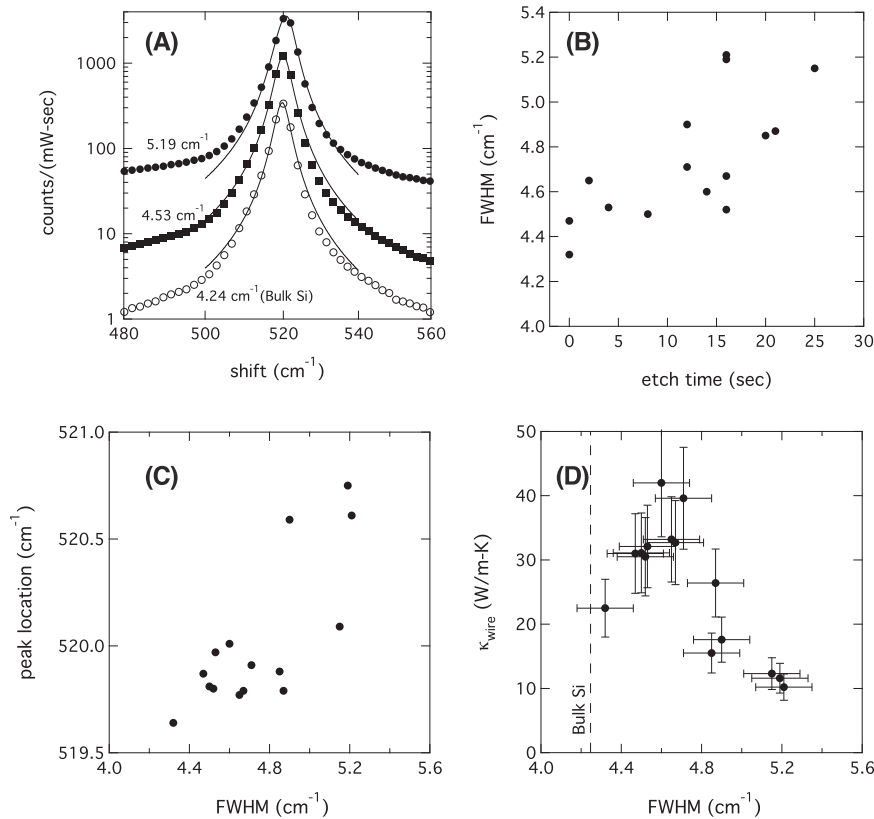 (A)
1000
100
10
1
counts/(mW-sec)
5.19 cm⁻¹
4.53 cm⁻¹
4.24 cm⁻¹(Bulk Si)
480 500 520 540 560
shift (cm⁻¹)
(B)
5.4
5.2
5.0
4.8
4.6
4.4
4.2
4.0
FWHM (cm⁻¹)
0 5 10 15 20 25 30
etch time (sec)
(C)
521.0
520.5
520.0
519.5
peak location (cm⁻¹)
4.0 4.4 4.8 5.2 5.6
FWHM (cm⁻¹)
(D)
50
40
30
20
10
0
κwire (W/m-K)
Bulk Si
4.0 4.4 4.8 5.2 5.6
FWHM (cm⁻¹)